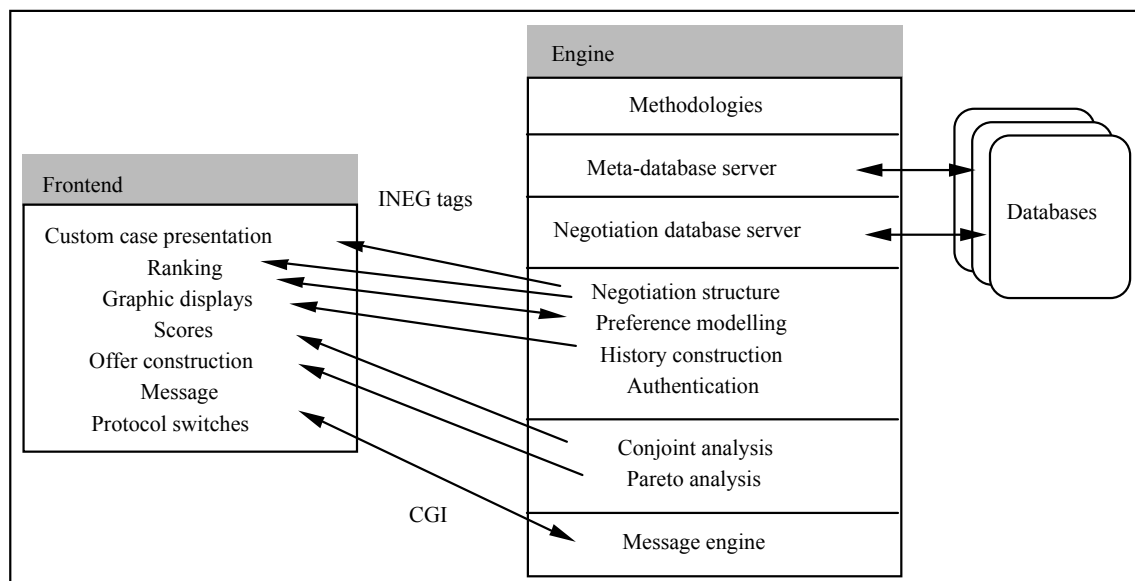 Engine
Methodologies
Meta-database server
Negotiation database server
Negotiation structure
Preference modelling
History construction
Authentication
Conjoint analysis
Pareto analysis
Message engine
Databases
INEG tags
CGI
Frontend
Custom case presentation
Ranking
Graphic displays
Scores
Offer construction
Message
Protocol switches